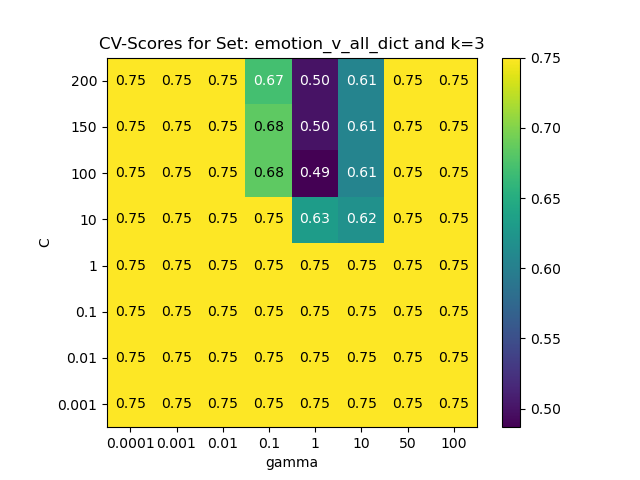 CV-Scores for Set: emotion_v_all_dict and k=3
200 0.75 0.75 0.75 0.67 0.50 0.61 0.75 0.75
150 0.75 0.75 0.75 0.68 0.50 0.61 0.75 0.75
100 0.75 0.75 0.75 0.68 0.49 0.61 0.75 0.75
10 0.75 0.75 0.75 0.75 0.63 0.62 0.75 0.75
C
1 0.75 0.75 0.75 0.75 0.75 0.75 0.75 0.75
0.1 0.75 0.75 0.75 0.75 0.75 0.75 0.75 0.75
0.01 0.75 0.75 0.75 0.75 0.75 0.75 0.75 0.75
0.001 0.75 0.75 0.75 0.75 0.75 0.75 0.75 0.75
0.0001 0.001 0.01 0.1 1 10 50 100
gamma
0.75
0.70
0.65
0.60
0.55
0.50